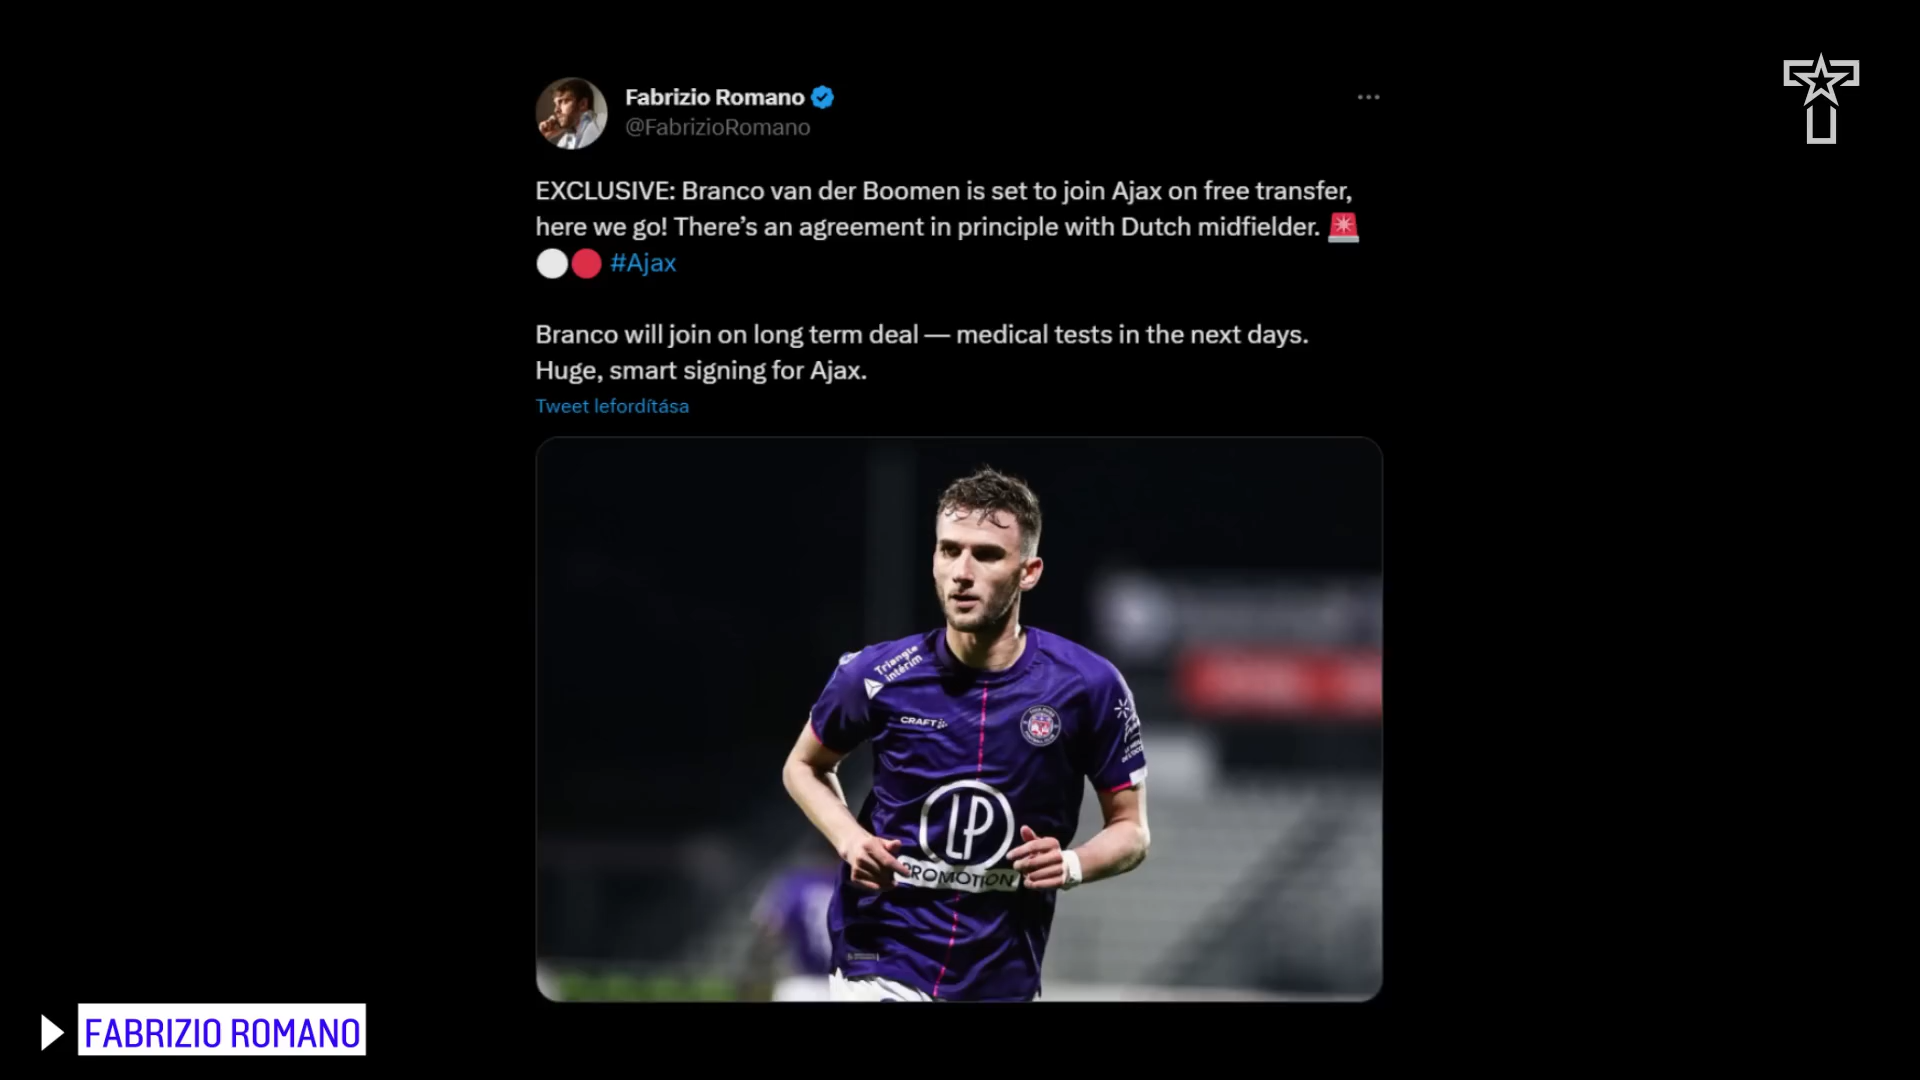 Fabrizio Romano
@FabrizioRomano
EXCLUSIVE: Branco van der Boomen is set to join Ajax on free transfer,
here we go! There’s an agreement in principle with Dutch midfielder. 🚨
⚪🔴 #Ajax
Branco will join on long term deal — medical tests in the next days.
Huge, smart signing for Ajax.
Tweet lefordítása
Triangle
intérim
CRAFT
LP
PROMOTION
FABRIZIO ROMANO